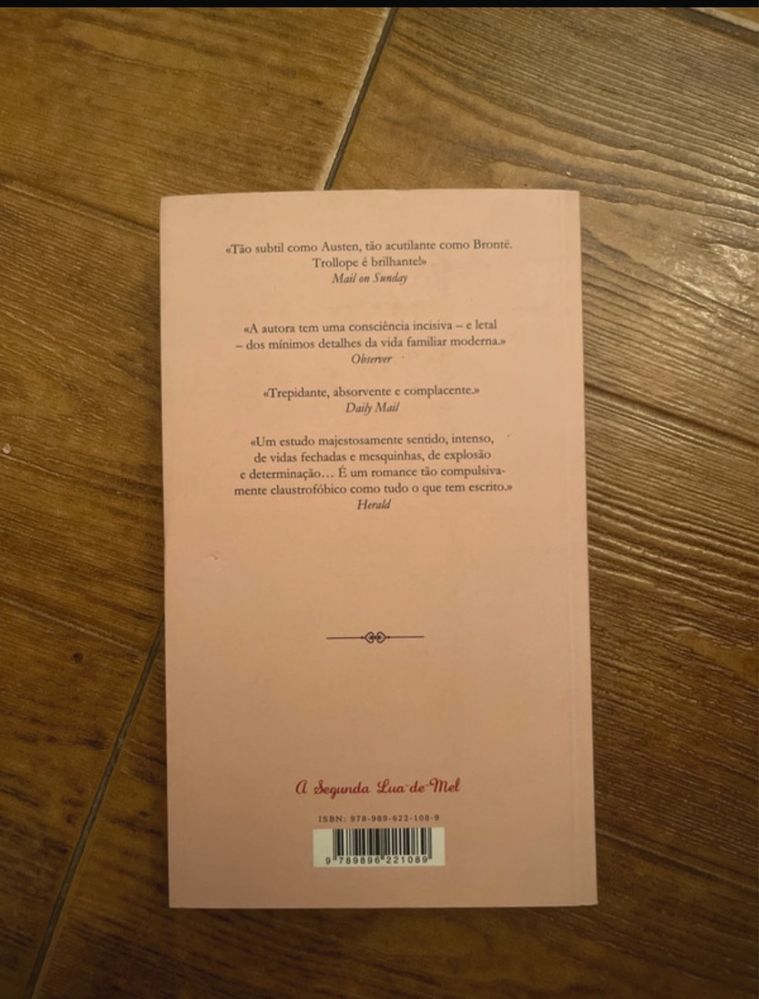 «Tão subtil como Austen, tão acutilante como Brontë.
Trollope é brilhante!»
Mail on Sunday
«A autora tem uma consciência incisiva – e letal
– dos mínimos detalhes da vida familiar moderna.»
Observer
«Trepidante, absorvente e complacente.»
Daily Mail
«Um estudo majestosamente sentido, intenso,
de vidas fechadas e mesquinhas, de explosão
e determinação... É um romance tão compulsiva-
mente claustrofóbico como tudo o que tem escrito.»
Herald
A Segunda Lua-de-Mel
ISBN: 978-989-622-108-9
9 789896 221089